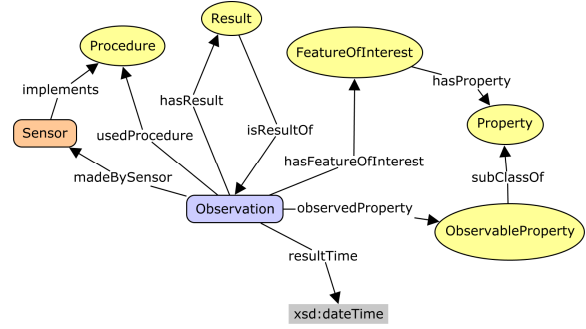 Result
Procedure
FeatureOfInterest
implements
hasResult
hasProperty
Sensor
usedProcedure
isResultOf
Property
hasFeatureOfInterest
madeBySensor
subClassOf
Observation
observedProperty
ObservableProperty
resultTime
xsd:dateTime